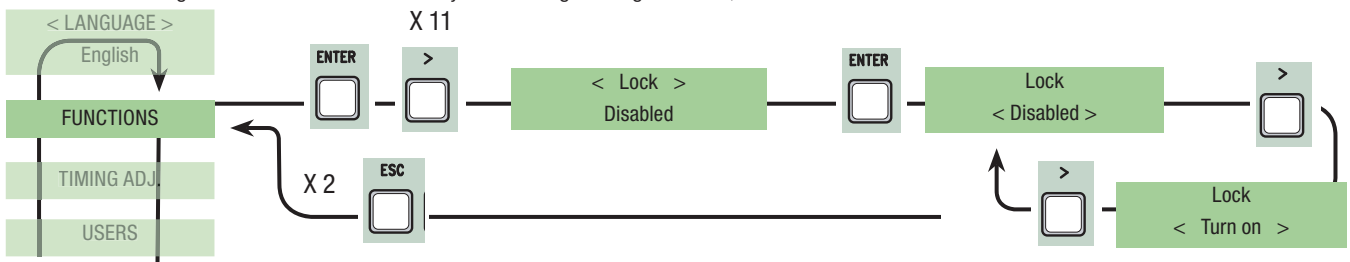 < LANGUAGE >
English
FUNCTIONS
TIMING ADJ.
USERS
X 11
ENTER
>
< Lock >
Disabled
ENTER
Lock
< Disabled >
>
X 2
ESC
>
Lock
< Turn on >